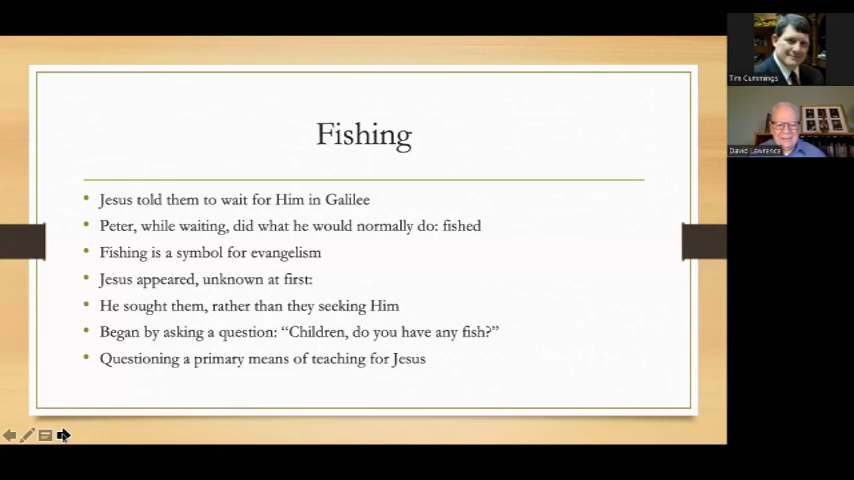 Fishing
Jesus told them to wait for Him in Galilee
Peter, while waiting, did what he would normally do: fished
Fishing is a symbol for evangelism
Jesus appeared, unknown at first:
He sought them, rather than they seeking Him
Began by asking a question: “Children, do you have any fish?”
Questioning a primary means of teaching for Jesus
Tim Cummings
David Lawrence